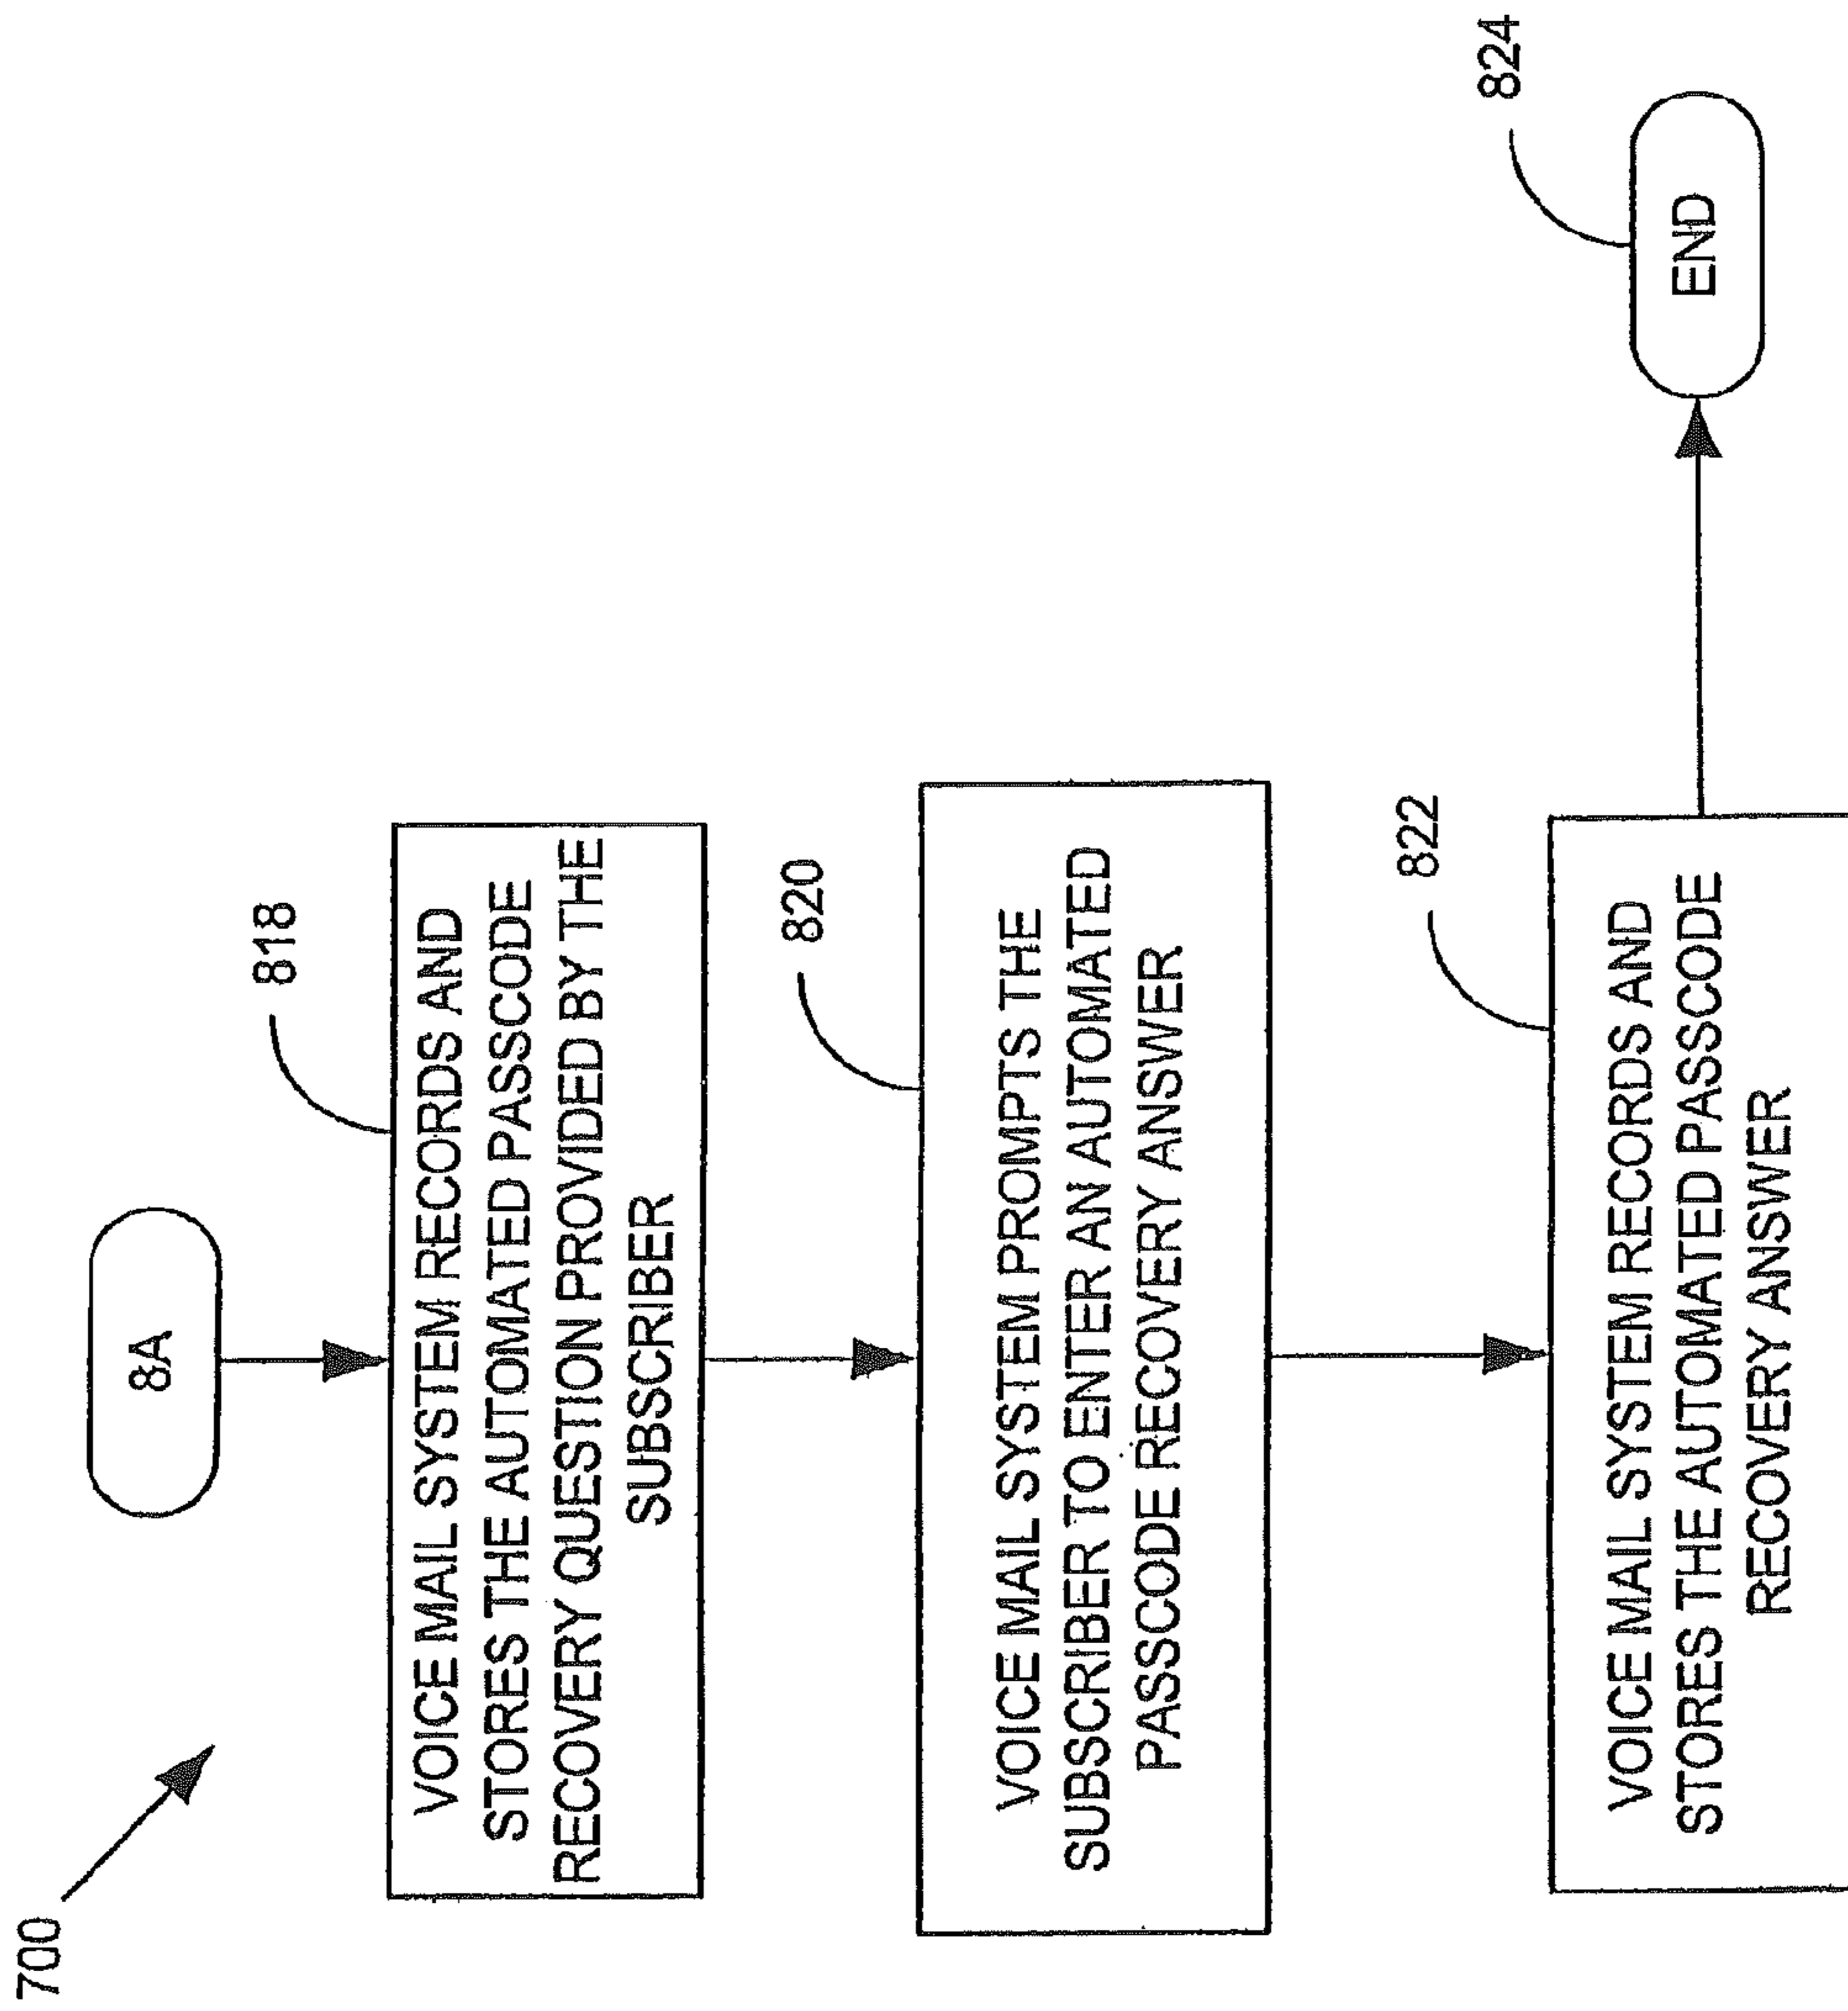 700
8A
818
VOICE MAIL SYSTEM RECORDS AND
STORES THE AUTOMATED PASSCODE
RECOVERY QUESTION PROVIDED BY THE
SUBSCRIBER
820
VOICE MAIL SYSTEM PROMPTS THE
SUBSCRIBER TO ENTER AN AUTOMATED
PASSCODE RECOVERY ANSWER
822
VOICE MAIL SYSTEM RECORDS AND
STORES THE AUTOMATED PASSCODE
RECOVERY ANSWER
824
END